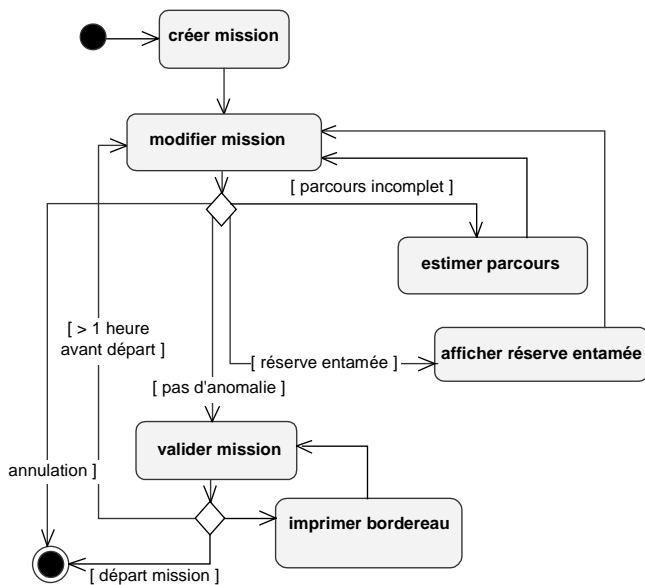 créer mission
modifier mission
[ parcours incomplet ]
estimer parcours
[ > 1 heure
avant départ ]
afficher réserve entamée
[ réserve entamée ]
[ pas d'anomalie ]
valider mission
annulation ]
imprimer bordereau
[ départ mission ]